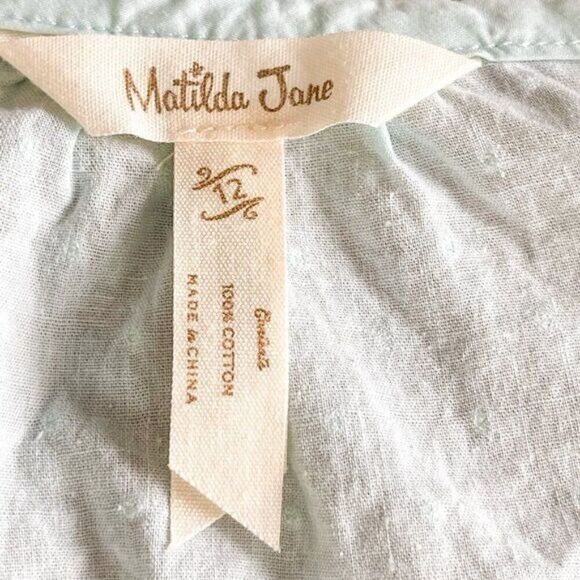 Matilda Jane
12
100% COTTON
MADE in CHINA